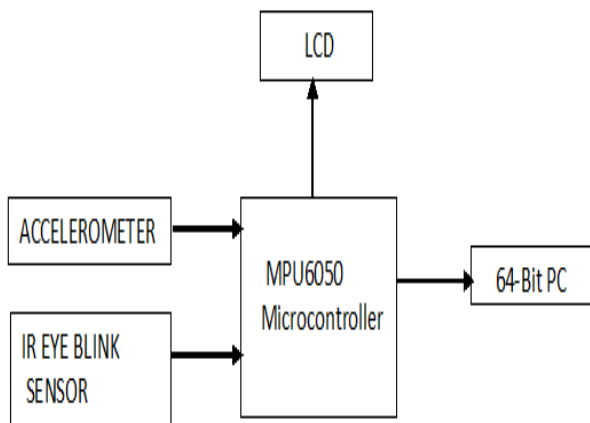 LCD
ACCELEROMETER
MPU6050
Microcontroller
64-Bit PC
IR EYE BLINK
SENSOR